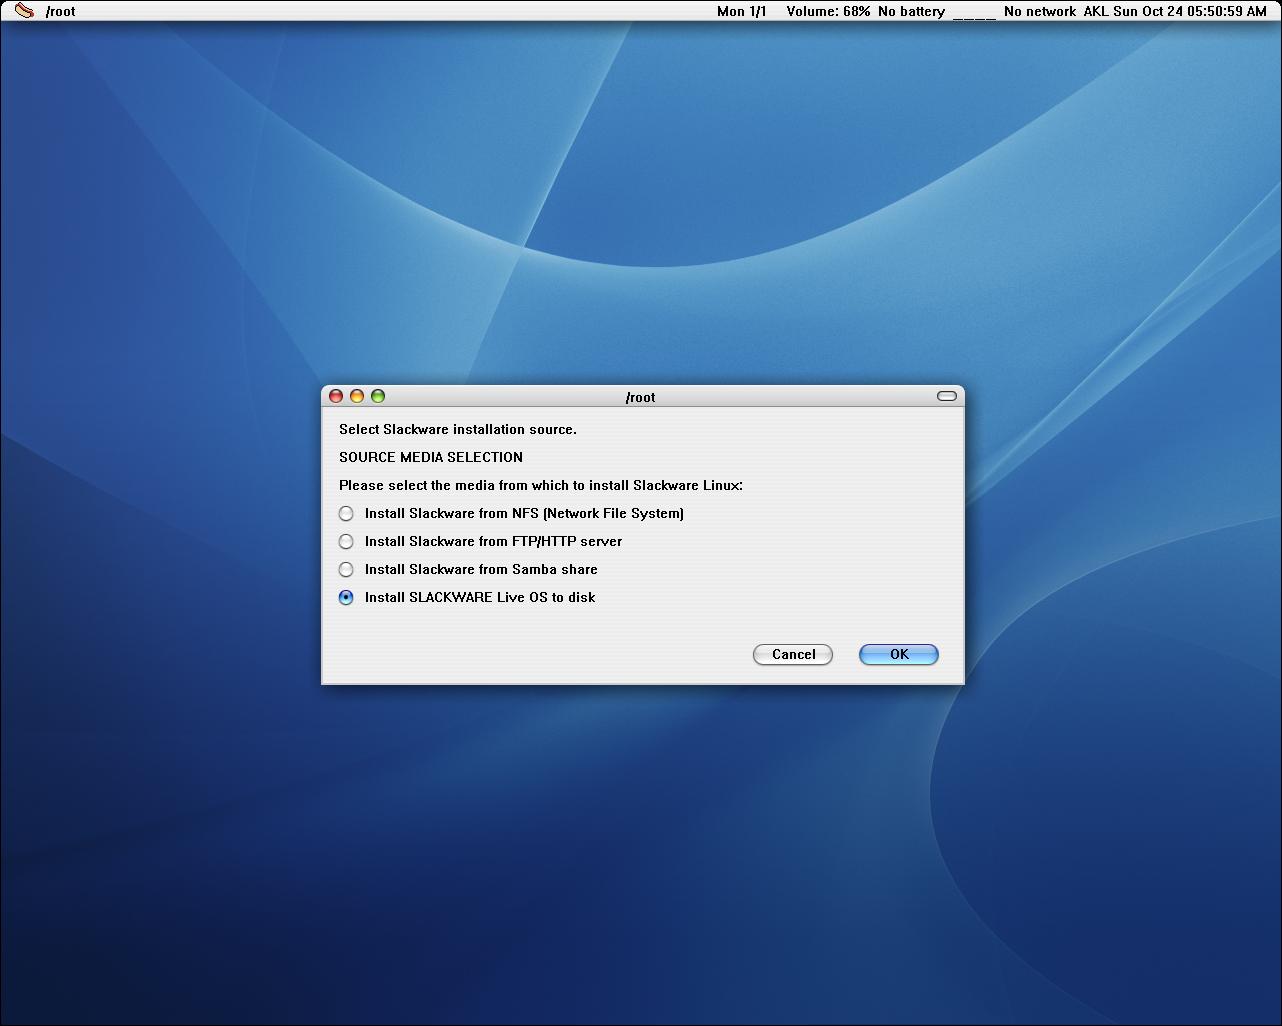 /root Mon 1/1 Volume: 68% No battery ____ No network AKL Sun Oct 24 05:50:59 AM
/root
Select Slackware installation source.
SOURCE MEDIA SELECTION
Please select the media from which to install Slackware Linux:
Install Slackware from NFS (Network File System)
Install Slackware from FTP/HTTP server
Install Slackware from Samba share
Install SLACKWARE Live OS to disk
Cancel OK